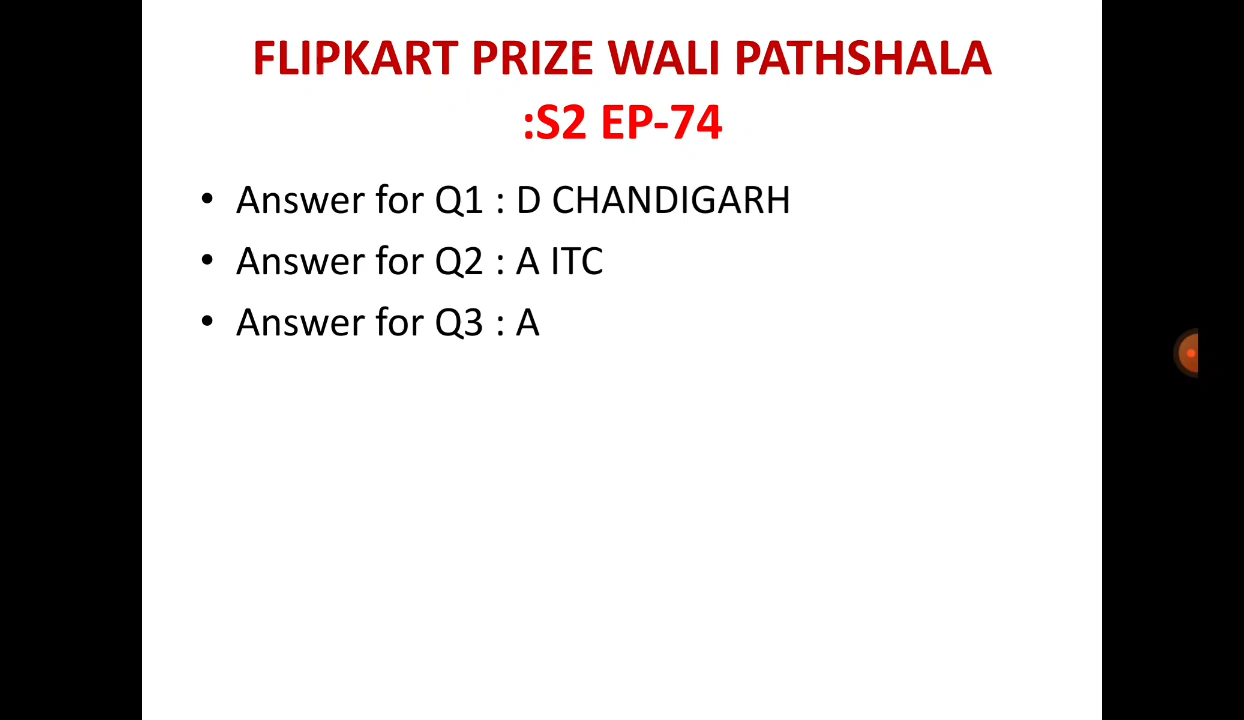 FLIPKART PRIZE WALI PATHSHALA
:S2 EP-74
• Answer for Q1 : D CHANDIGARH
• Answer for Q2 : A ITC
• Answer for Q3 : A